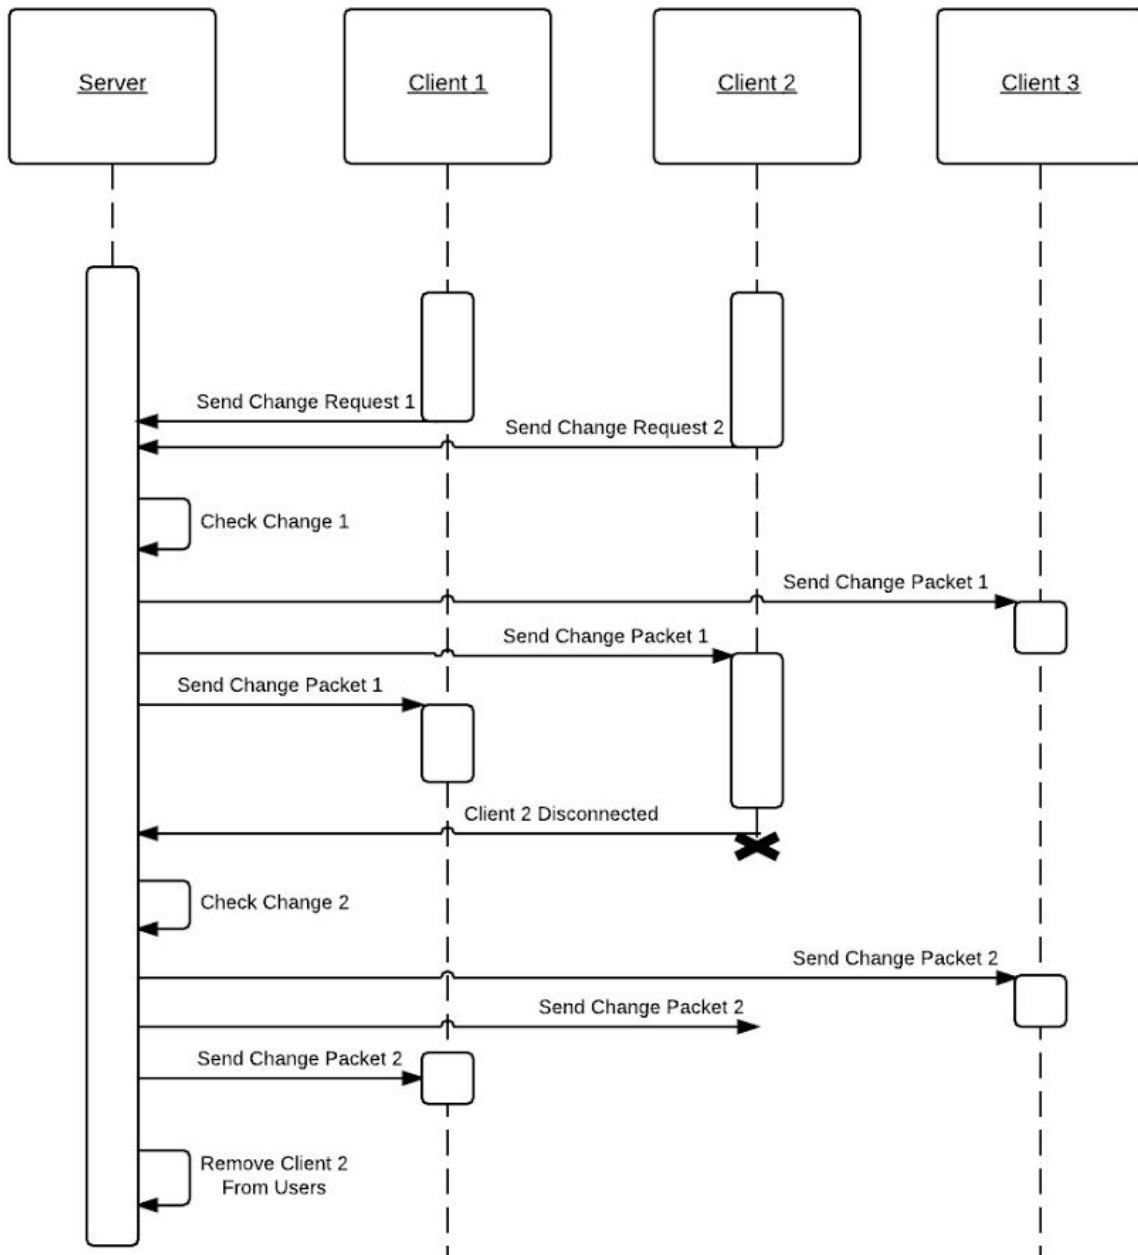 Server
Client 1
Client 2
Client 3
Send Change Request 1
Send Change Request 2
Check Change 1
Send Change Packet 1
Send Change Packet 1
Send Change Packet 1
Client 2 Disconnected
Check Change 2
Send Change Packet 2
Send Change Packet 2
Send Change Packet 2
Remove Client 2
From Users